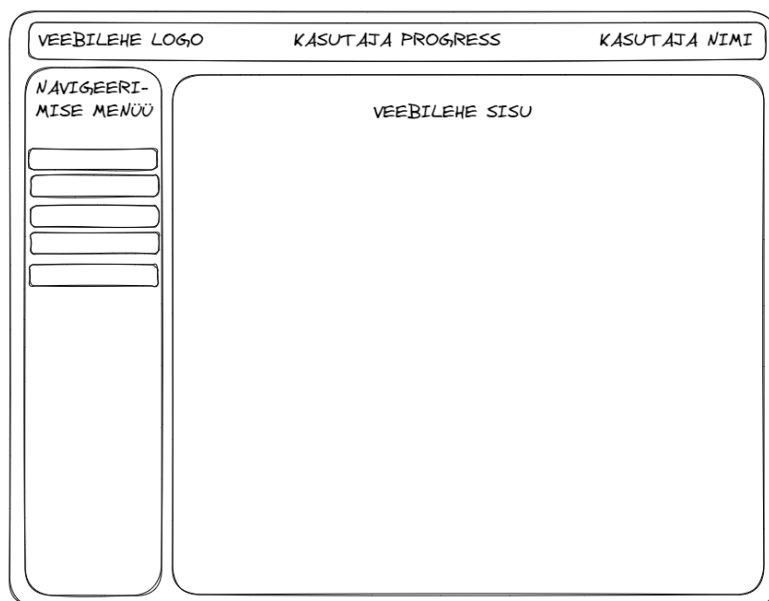 VEEBILEHE LOGO KASUTAJA PROGRESS KASUTAJA NIMI
NAVIGEERI-
MISE MENÜÜ
VEEBILEHE SISU